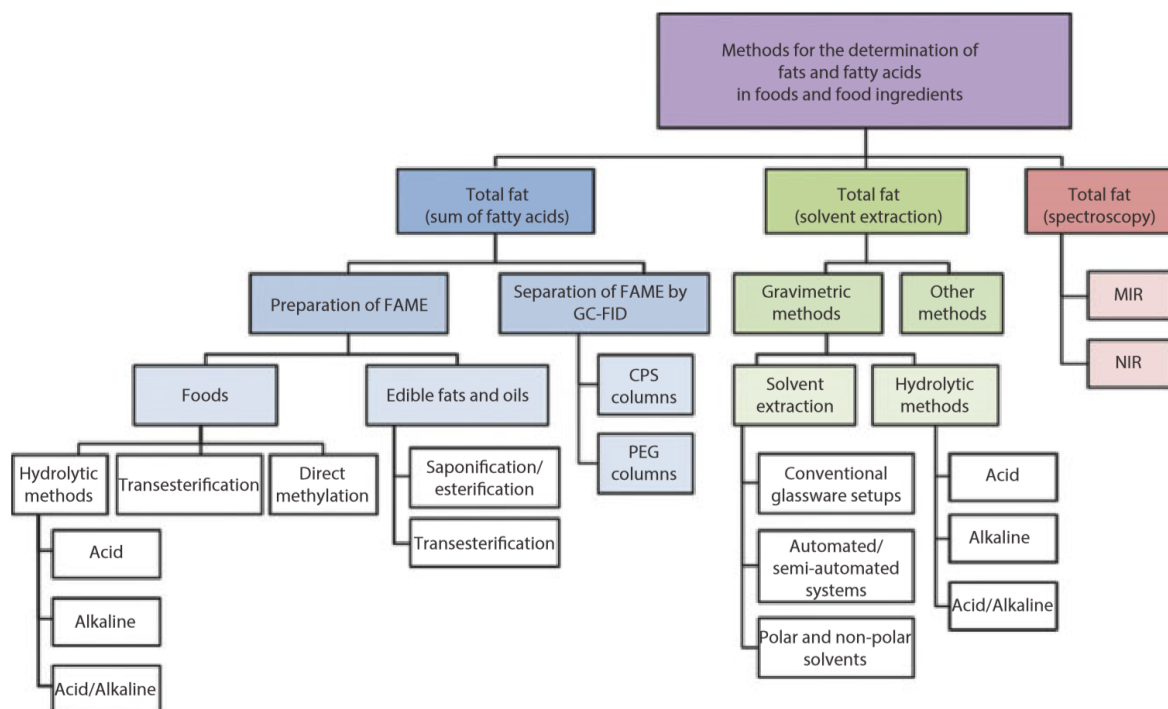 Methods for the determination of
fats and fatty acids
in foods and food ingredients
Total fat
(sum of fatty acids)
Total fat
(solvent extraction)
Total fat
(spectroscopy)
Preparation of FAME
Separation of FAME by
GC-FID
Gravimetric
methods
Other
methods
MIR
NIR
Foods
Edible fats and oils
CPS
columns
PEG
columns
Solvent
extraction
Hydrolytic
methods
Hydrolytic
methods
Transesterification
Direct
methylation
Saponification/
esterification
Transesterification
Conventional
glassware setups
Automated/
semi-automated
systems
Polar and non-polar
solvents
Acid
Alkaline
Acid/Alkaline
Acid
Alkaline
Acid/Alkaline